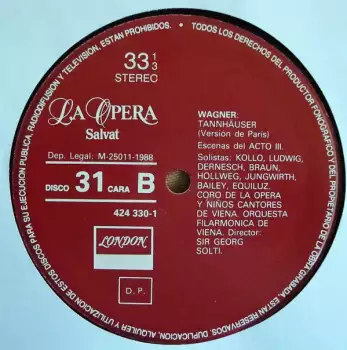 TODOS LOS DERECHOS DEL PRODUCTOR FONOGRAFICO Y DEL PROPIETARIO DE LA OBRA GRABADA, ESTAN RESERVADOS. DUPLICACION, ALQUILER Y UTILIZACION DE ESTOS DISCOS PARA SU EJECUCION PUBLICA, RADIODIFUSION Y TELEVISION, ESTAN PROHIBIDOS. •
33 1/3
STEREO
LA OPERA
Salvat
Dep. Legal: M-25011-1988
DISCO 31 CARA B
424 330-1
LONDON
D. P.
WAGNER:
TANNHÄUSER
(Versión de París)
Escenas del ACTO III.
Solistas: KOLLO, LUDWIG,
DERNESCH, BRAUN,
HOLLWEG, JUNGWIRTH,
BAILEY, EQUILUZ.
CORO DE LA OPERA
Y NIÑOS CANTORES
DE VIENA. ORQUESTA
FILARMONICA DE
VIENA. Director:
SIR GEORG
SOLTI.